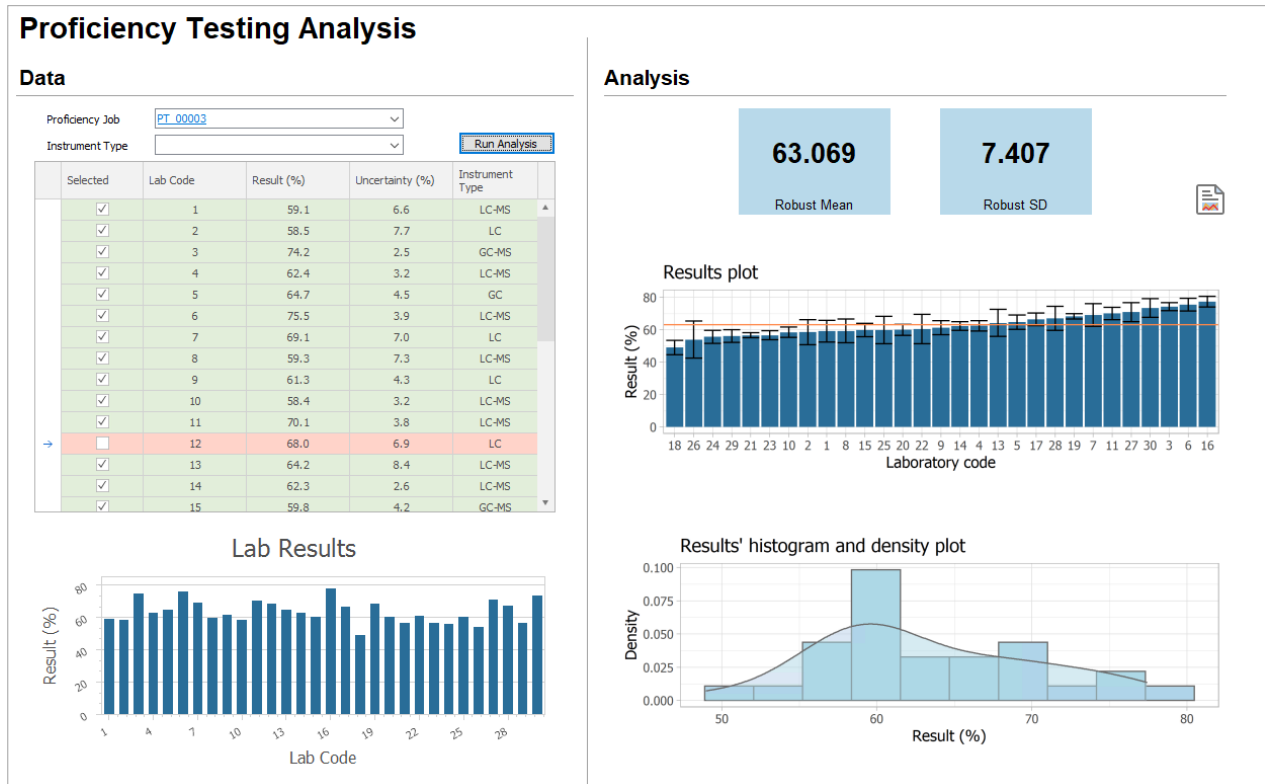 Proficiency Testing Analysis
Data
Proficiency Job PT_00003
Instrument Type
Run Analysis
Selected Lab Code Result (%) Uncertainty (%) Instrument Type
1 59.1 6.6 LC-MS
2 58.5 7.7 LC
3 74.2 2.5 GC-MS
4 62.4 3.2 LC-MS
5 64.7 4.5 GC
6 75.5 3.9 LC-MS
7 69.1 7.0 LC
8 59.3 7.3 LC-MS
9 61.3 4.3 LC
10 58.4 3.2 LC-MS
11 70.1 3.8 LC-MS
12 68.0 6.9 LC
13 64.2 8.4 LC-MS
14 62.3 2.6 LC-MS
15 59.8 4.2 GC-MS
Lab Results
Result (%)
80
60
40
20
0
1 4 7 10 13 16 19 22 25 28
Lab Code
Analysis
63.069
Robust Mean
7.407
Robust SD
Results plot
Result (%)
80
60
40
20
0
18 26 24 29 21 23 10 2 1 8 15 25 20 22 9 14 4 13 5 17 28 19 7 11 27 30 3 6 16
Laboratory code
Results' histogram and density plot
Density
0.100
0.075
0.050
0.025
0.000
50 60 70 80
Result (%)